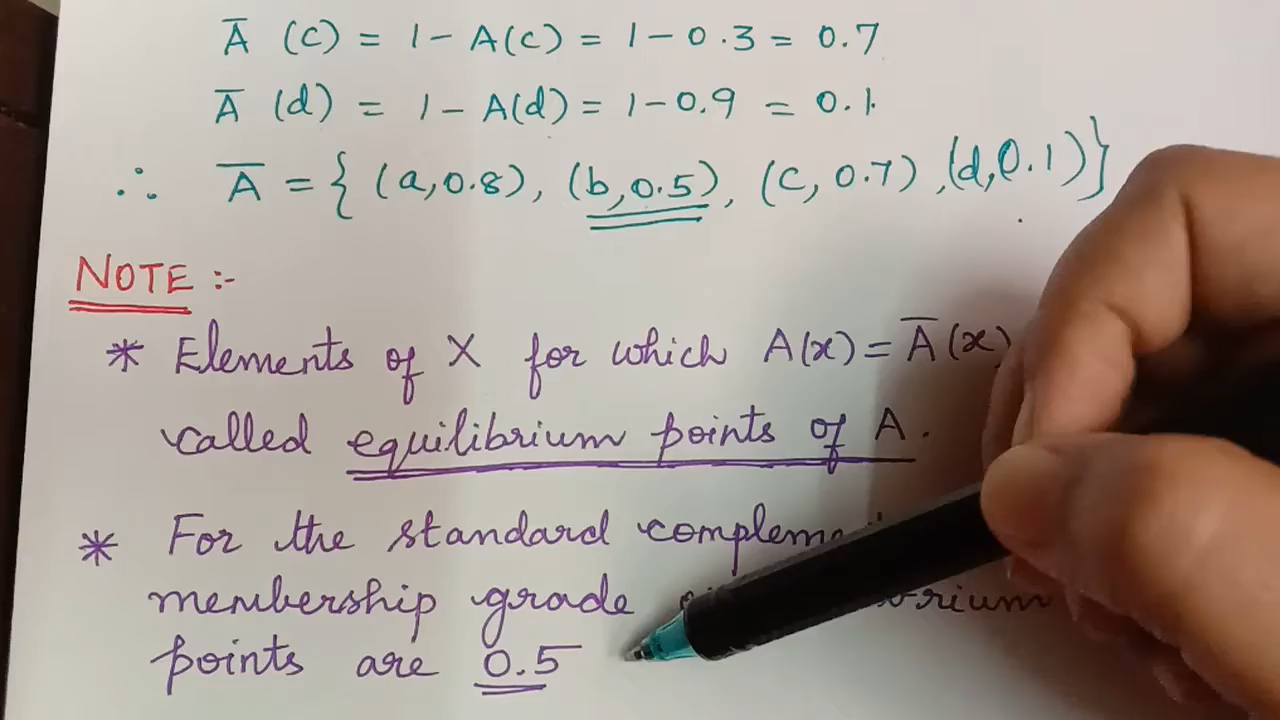 A̅ (c) = 1 - A(c) = 1 - 0.3 = 0.7
A̅ (d) = 1 - A(d) = 1 - 0.9 = 0.1
∴ A̅ = { (a, 0.8), (b, 0.5), (c, 0.7), (d, 0.1) }
NOTE :-
* Elements of X for which A(x) = A̅(x)
called equilibrium points of A.
* For the standard
membership grade
points are 0.5